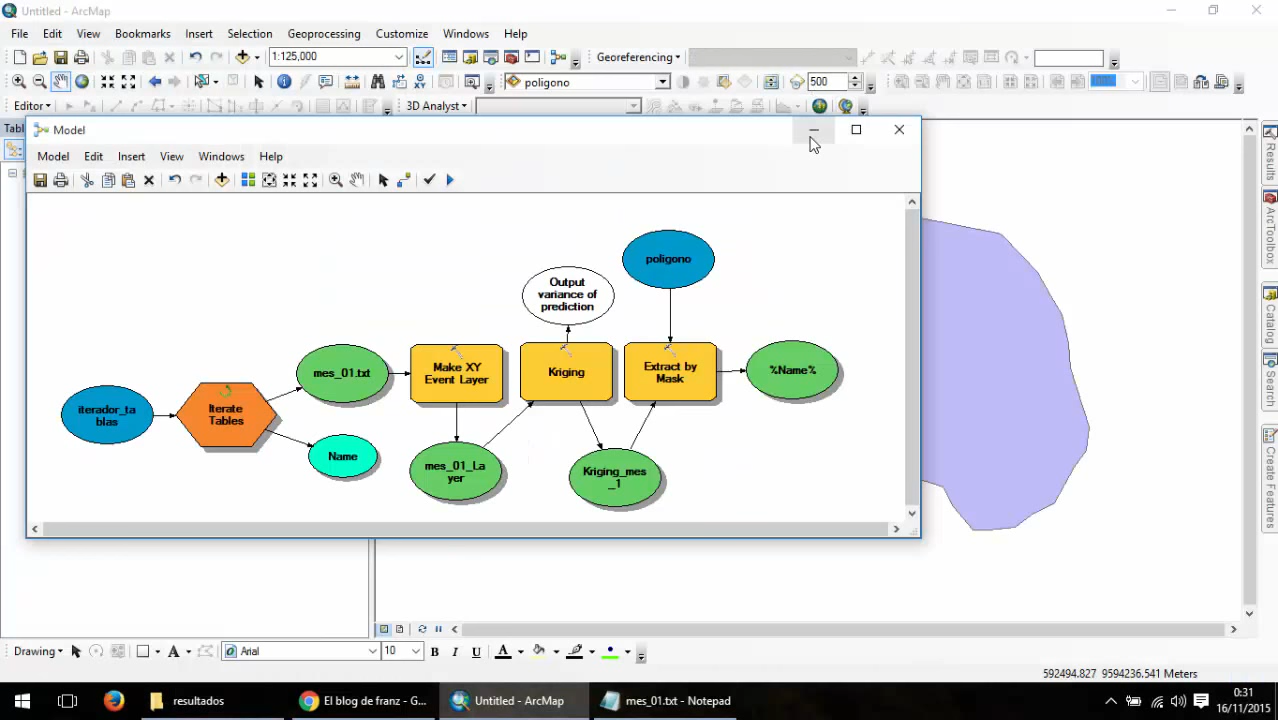 Untitled - ArcMap
File Edit View Bookmarks Insert Selection Geoprocessing Customize Windows Help
1:125,000
Georeferencing
poligono
500
Editor
3D Analyst
Tabl
Model
Model Edit Insert View Windows Help
poligono
Output
variance of
prediction
mes_01.txt
Make XY
Event Layer
Kriging
Extract by
Mask
%Name%
iterador_ta
blas
Iterate
Tables
Name
mes_01_La
yer
Kriging_mes
_1
Results
ArcToolbox
Catalog
Search
Create Features
Drawing
Arial
10
B I U A
592494.827 9594236.541 Meters
resultados
El blog de franz - G...
Untitled - ArcMap
mes_01.txt - Notepad
0:31
16/11/2015